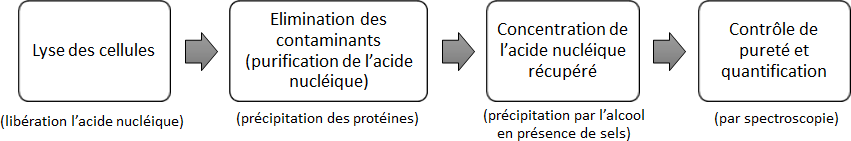 Lyse des cellules
(libération l'acide nucléique)
Elimination des
contaminants
(purification de l'acide
nucléique)
(précipitation des protéines)
Concentration de
l'acide nucléique
récupéré
(précipitation par l'alcool
en présence de sels)
Contrôle de
pureté et
quantification
(par spectroscopie)